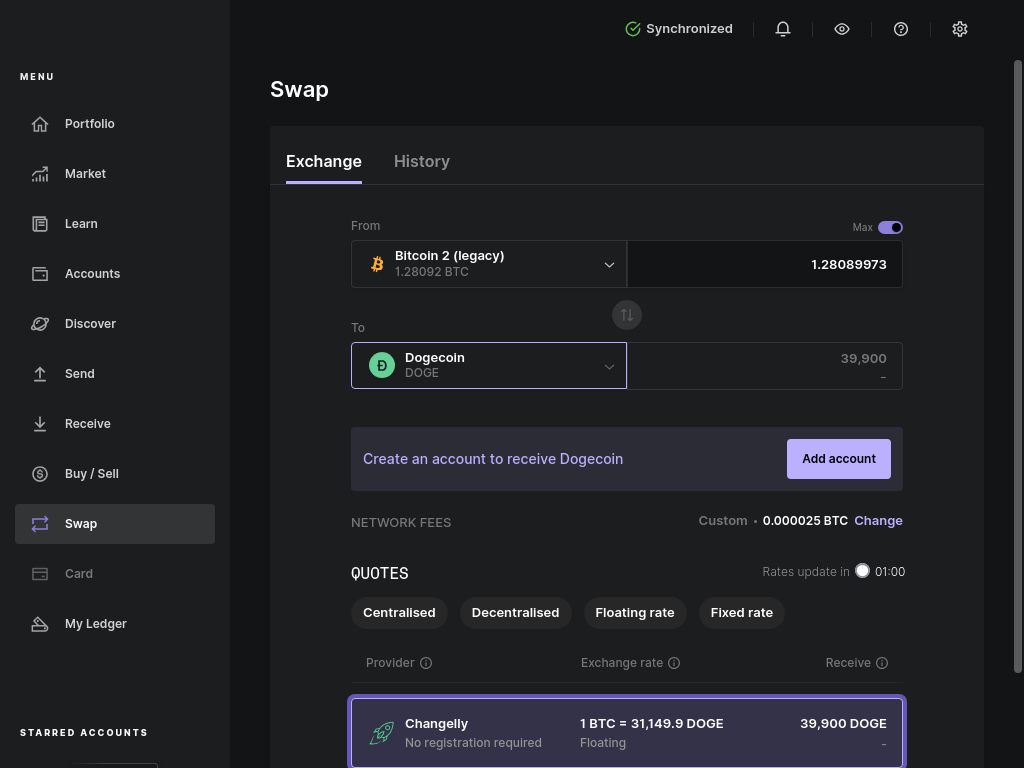 Synchronized
MENU
Portfolio
Market
Learn
Accounts
Discover
Send
Receive
Buy / Sell
Swap
Card
My Ledger
STARRED ACCOUNTS
Swap
Exchange
History
From
Max
Bitcoin 2 (legacy)
1.28092 BTC
1.28089973
To
Dogecoin
DOGE
39,900
-
Create an account to receive Dogecoin
Add account
NETWORK FEES
Custom • 0.000025 BTC Change
QUOTES
Rates update in 01:00
Centralised
Decentralised
Floating rate
Fixed rate
Provider
Exchange rate
Receive
Changelly
No registration required
1 BTC = 31,149.9 DOGE
Floating
39,900 DOGE
-